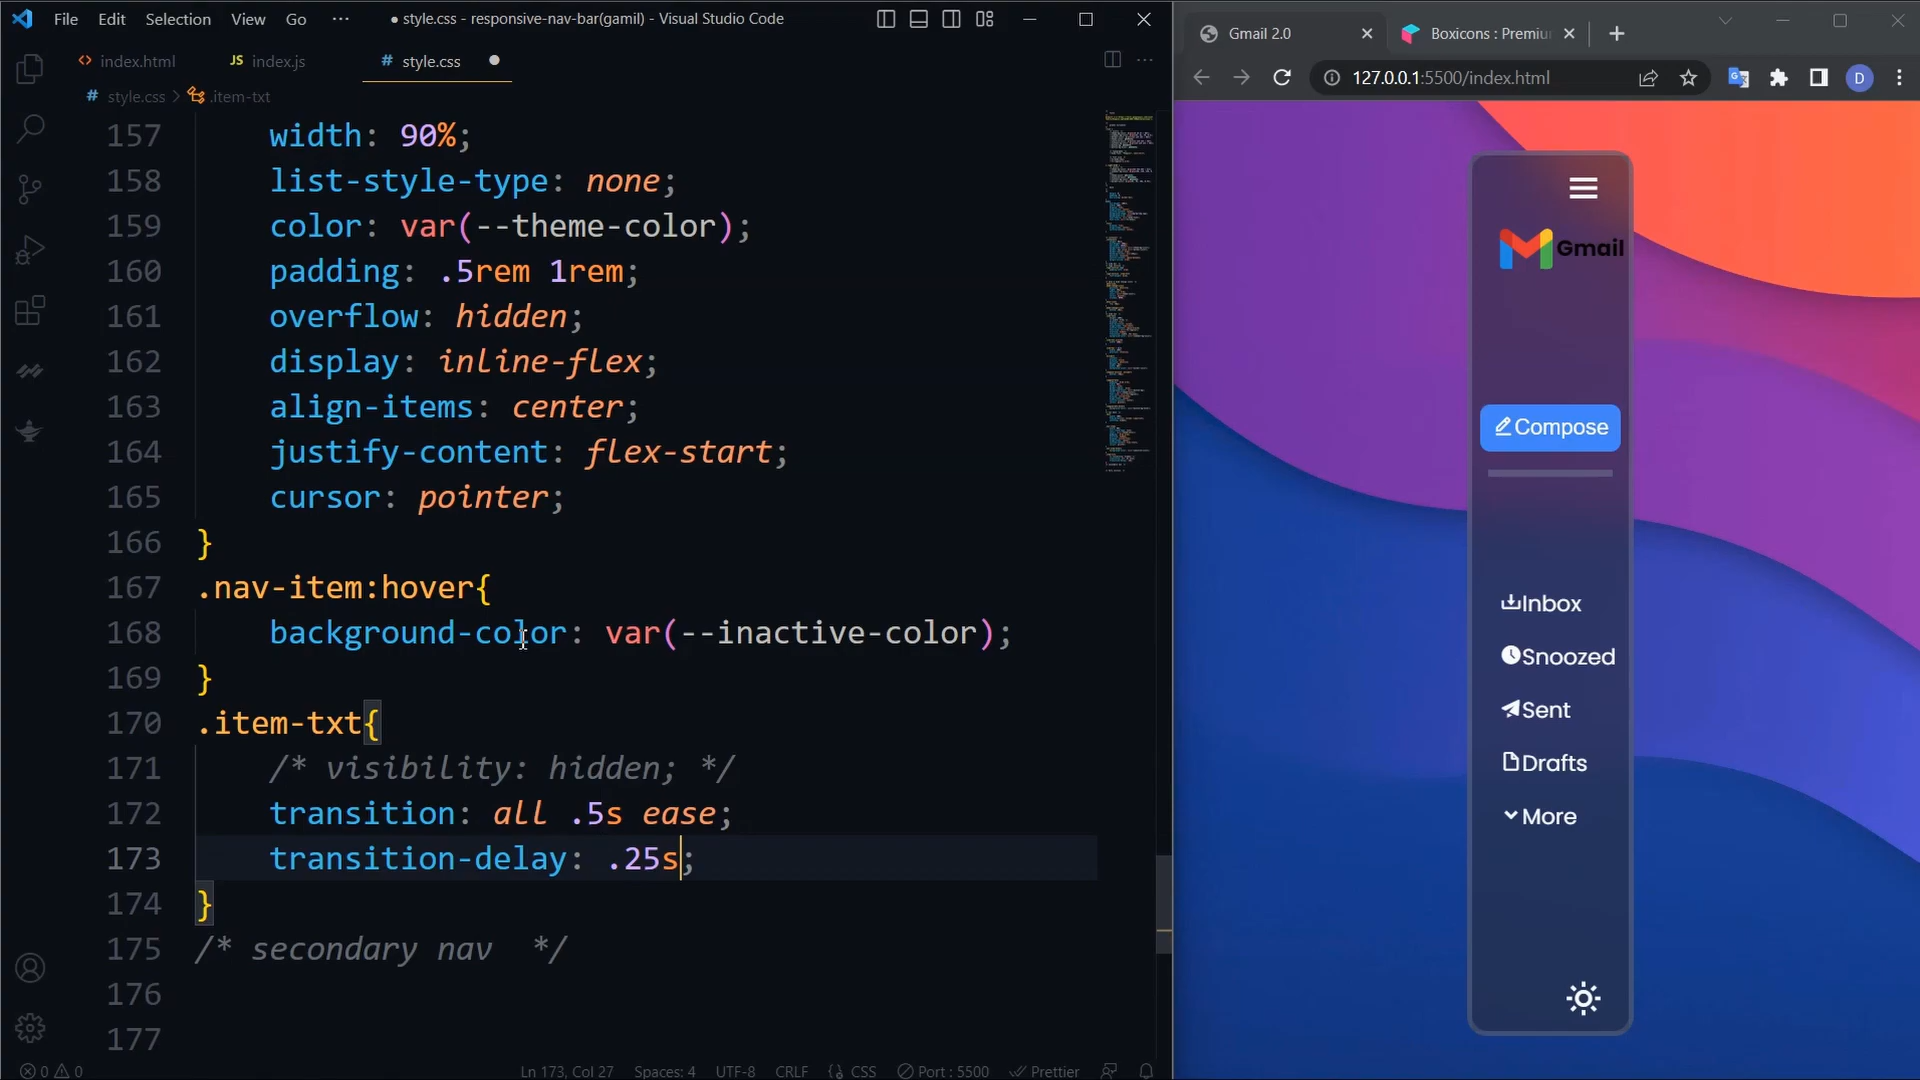 File Edit Selection View Go ··· ● style.css - responsive-nav-bar(gamil) - Visual Studio Code
index.html JS index.js # style.css ●
# style.css > .item-txt
157 width: 90%;
158 list-style-type: none;
159 color: var(--theme-color);
160 padding: .5rem 1rem;
161 overflow: hidden;
162 display: inline-flex;
163 align-items: center;
164 justify-content: flex-start;
165 cursor: pointer;
166 }
167 .nav-item:hover{
168 background-color: var(--inactive-color);
169 }
170 .item-txt{
171 /* visibility: hidden; */
172 transition: all .5s ease;
173 transition-delay: .25s;
174 }
175 /* secondary nav  */
176
177
0 0 Ln 173, Col 27 Spaces: 4 UTF-8 CRLF {} CSS Port : 5500 Prettier
Gmail 2.0 Boxicons : Premiu
127.0.0.1:5500/index.html D
Gmail
Compose
Inbox
Snoozed
Sent
Drafts
More